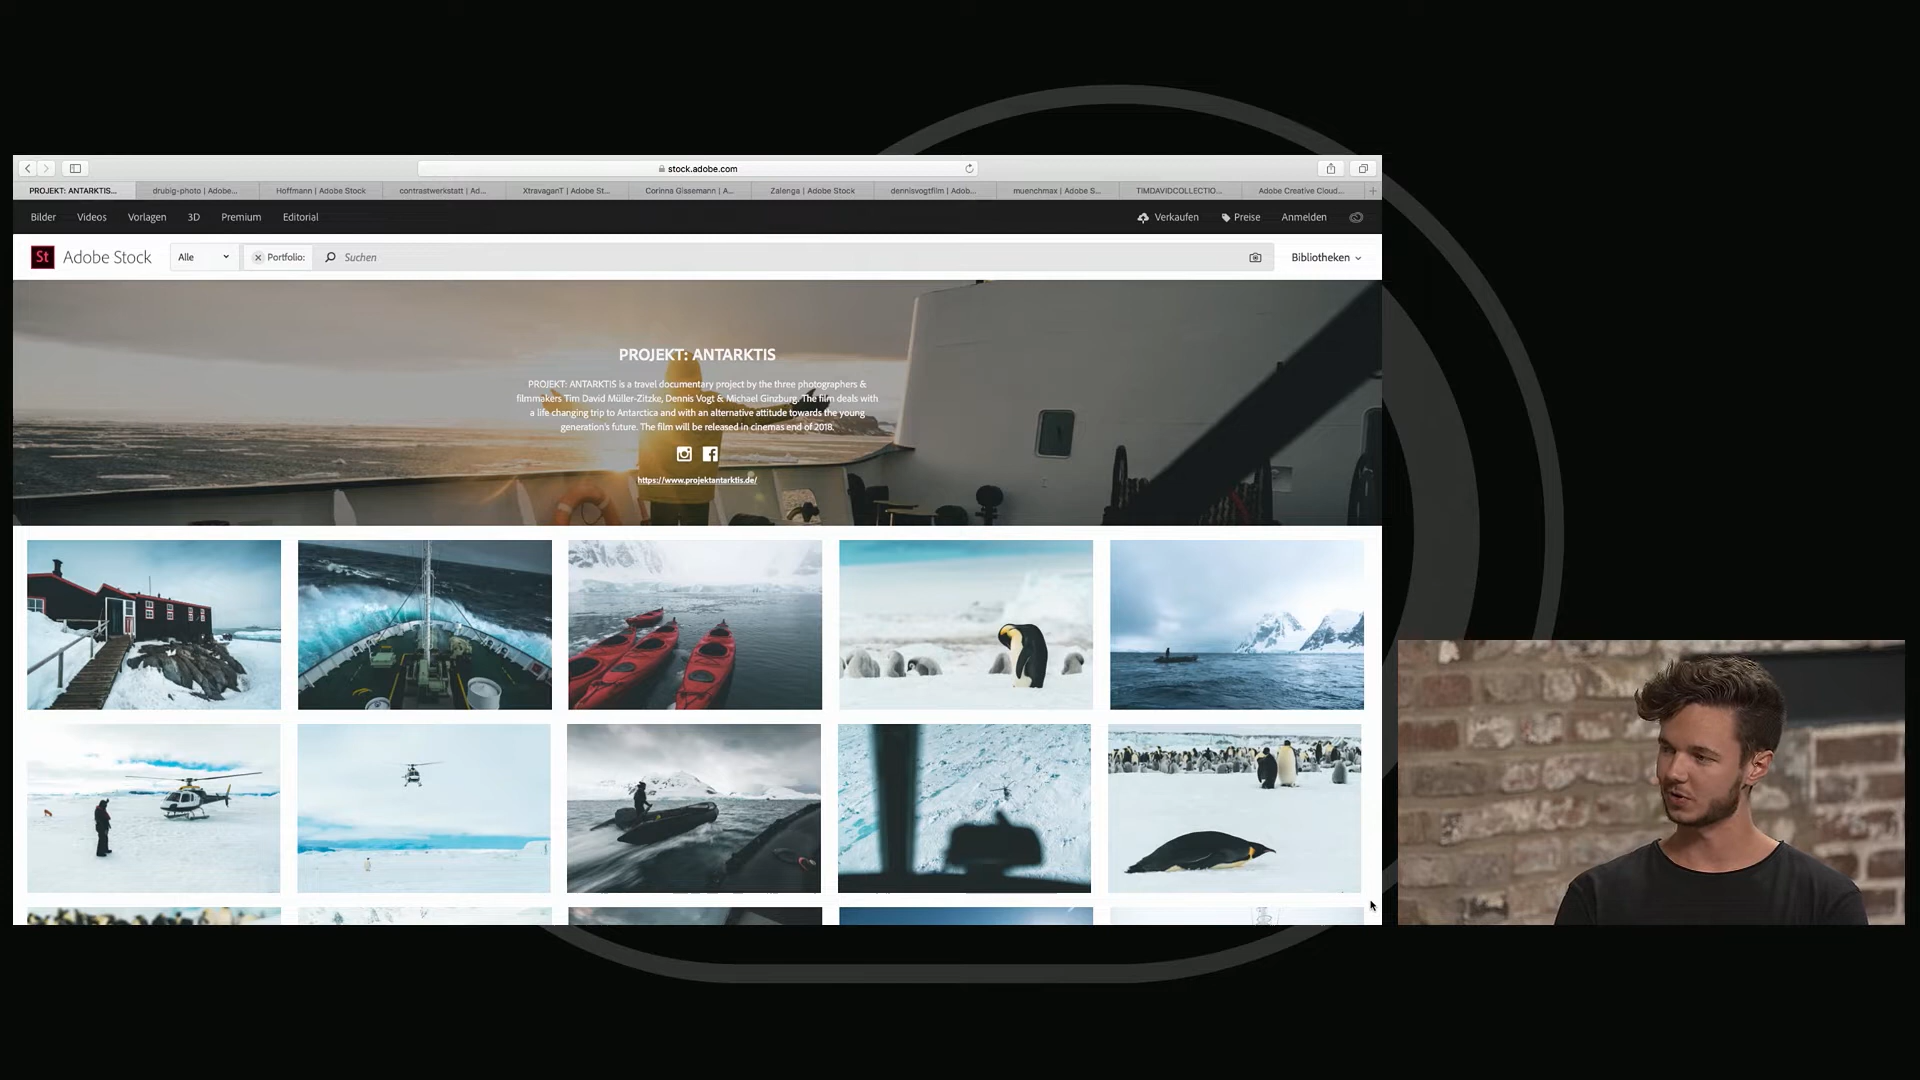 stock.adobe.com
PROJEKT: ANTARKTIS...
drubig-photo | Adobe...
Hoffmann | Adobe Stock
contrastwerkstatt | Ad...
XtravaganT | Adobe St...
Corinna Gissemann | A...
Zalenga | Adobe Stock
dennisvogtfilm | Adob...
muenchmax | Adobe S...
TIMDAVIDCOLLECTIO...
Adobe Creative Cloud...
Bilder Videos Vorlagen 3D Premium Editorial
Verkaufen Preise Anmelden
St Adobe Stock
Alle
Portfolio:
Suchen
Bibliotheken
PROJEKT: ANTARKTIS
PROJEKT: ANTARKTIS is a travel documentary project by the three photographers &
filmmakers Tim David Müller-Zitzke, Dennis Vogt & Michael Ginzburg. The film deals with
a life changing trip to Antarctica and with an alternative attitude towards the young
generation's future. The film will be released in cinemas end of 2018.
https://www.projektantarktis.de/